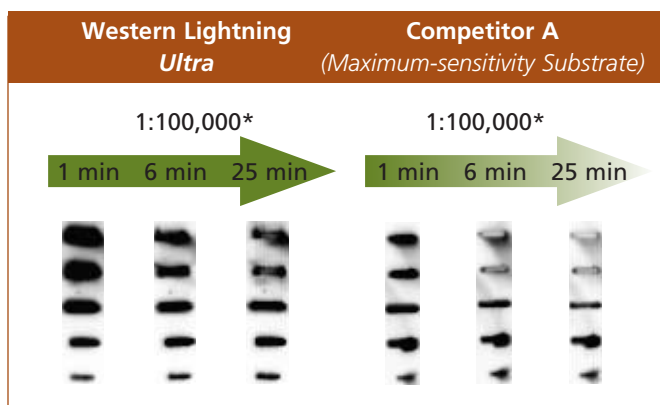 Western Lightning
Ultra
Competitor A
(Maximum-sensitivity Substrate)
1:100,000*
1 min 6 min 25 min
1:100,000*
1 min 6 min 25 min